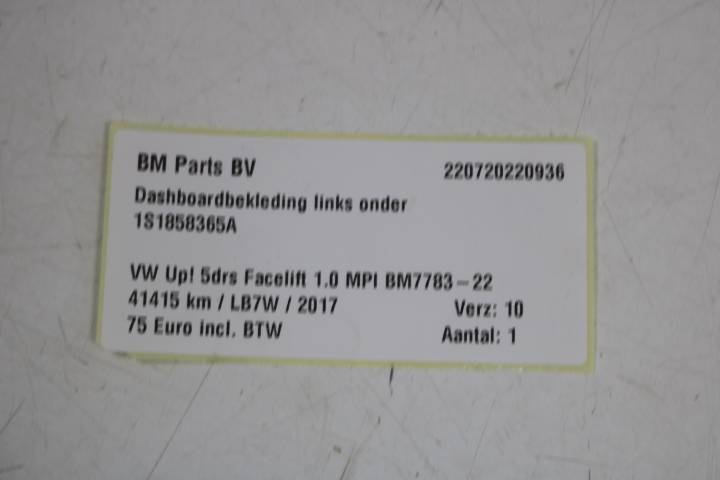 BM Parts BV 220720220936
Dashboardbekleding links onder
1S1858365A
VW Up! 5drs Facelift 1.0 MPI BM7783-22
41415 km / LB7W / 2017 Verz: 10
75 Euro incl. BTW Aantal: 1